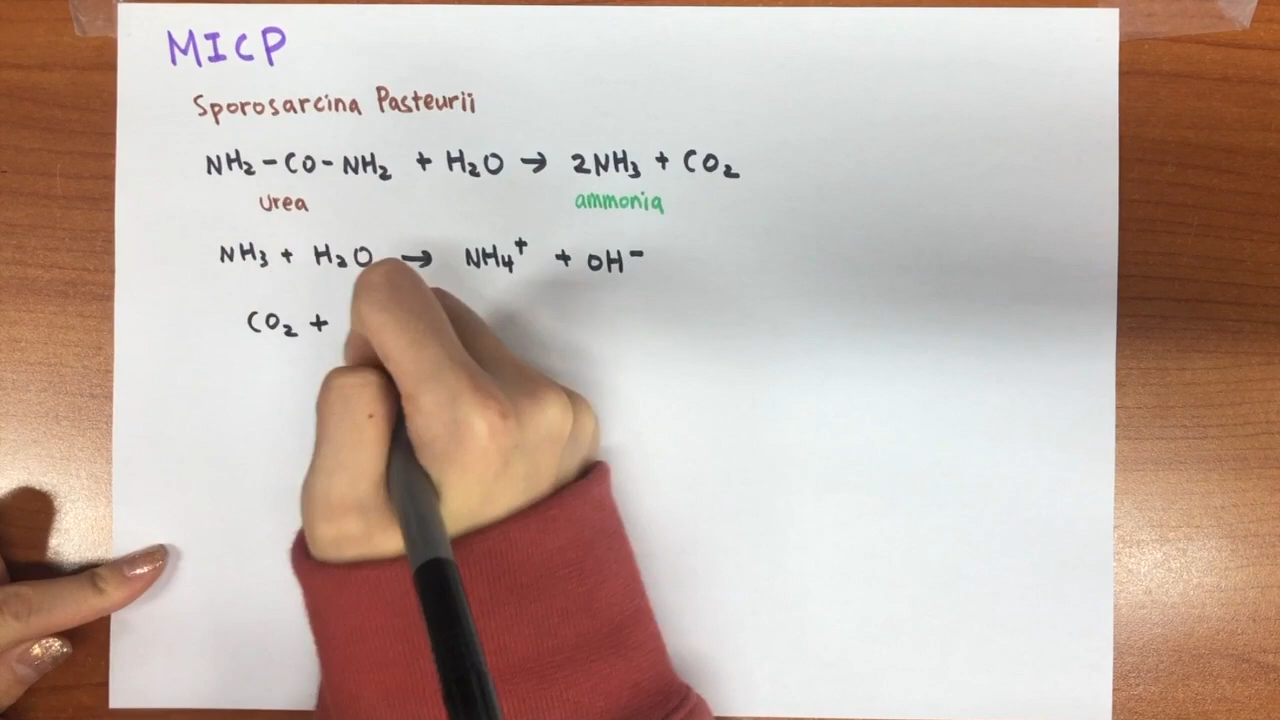 MICP
Sporosarcina Pasteurii
NH₂-CO-NH₂ + H₂O → 2NH₃ + CO₂
urea ammonia
NH₃ + H₂O → NH₄⁺ + OH⁻
CO₂ +